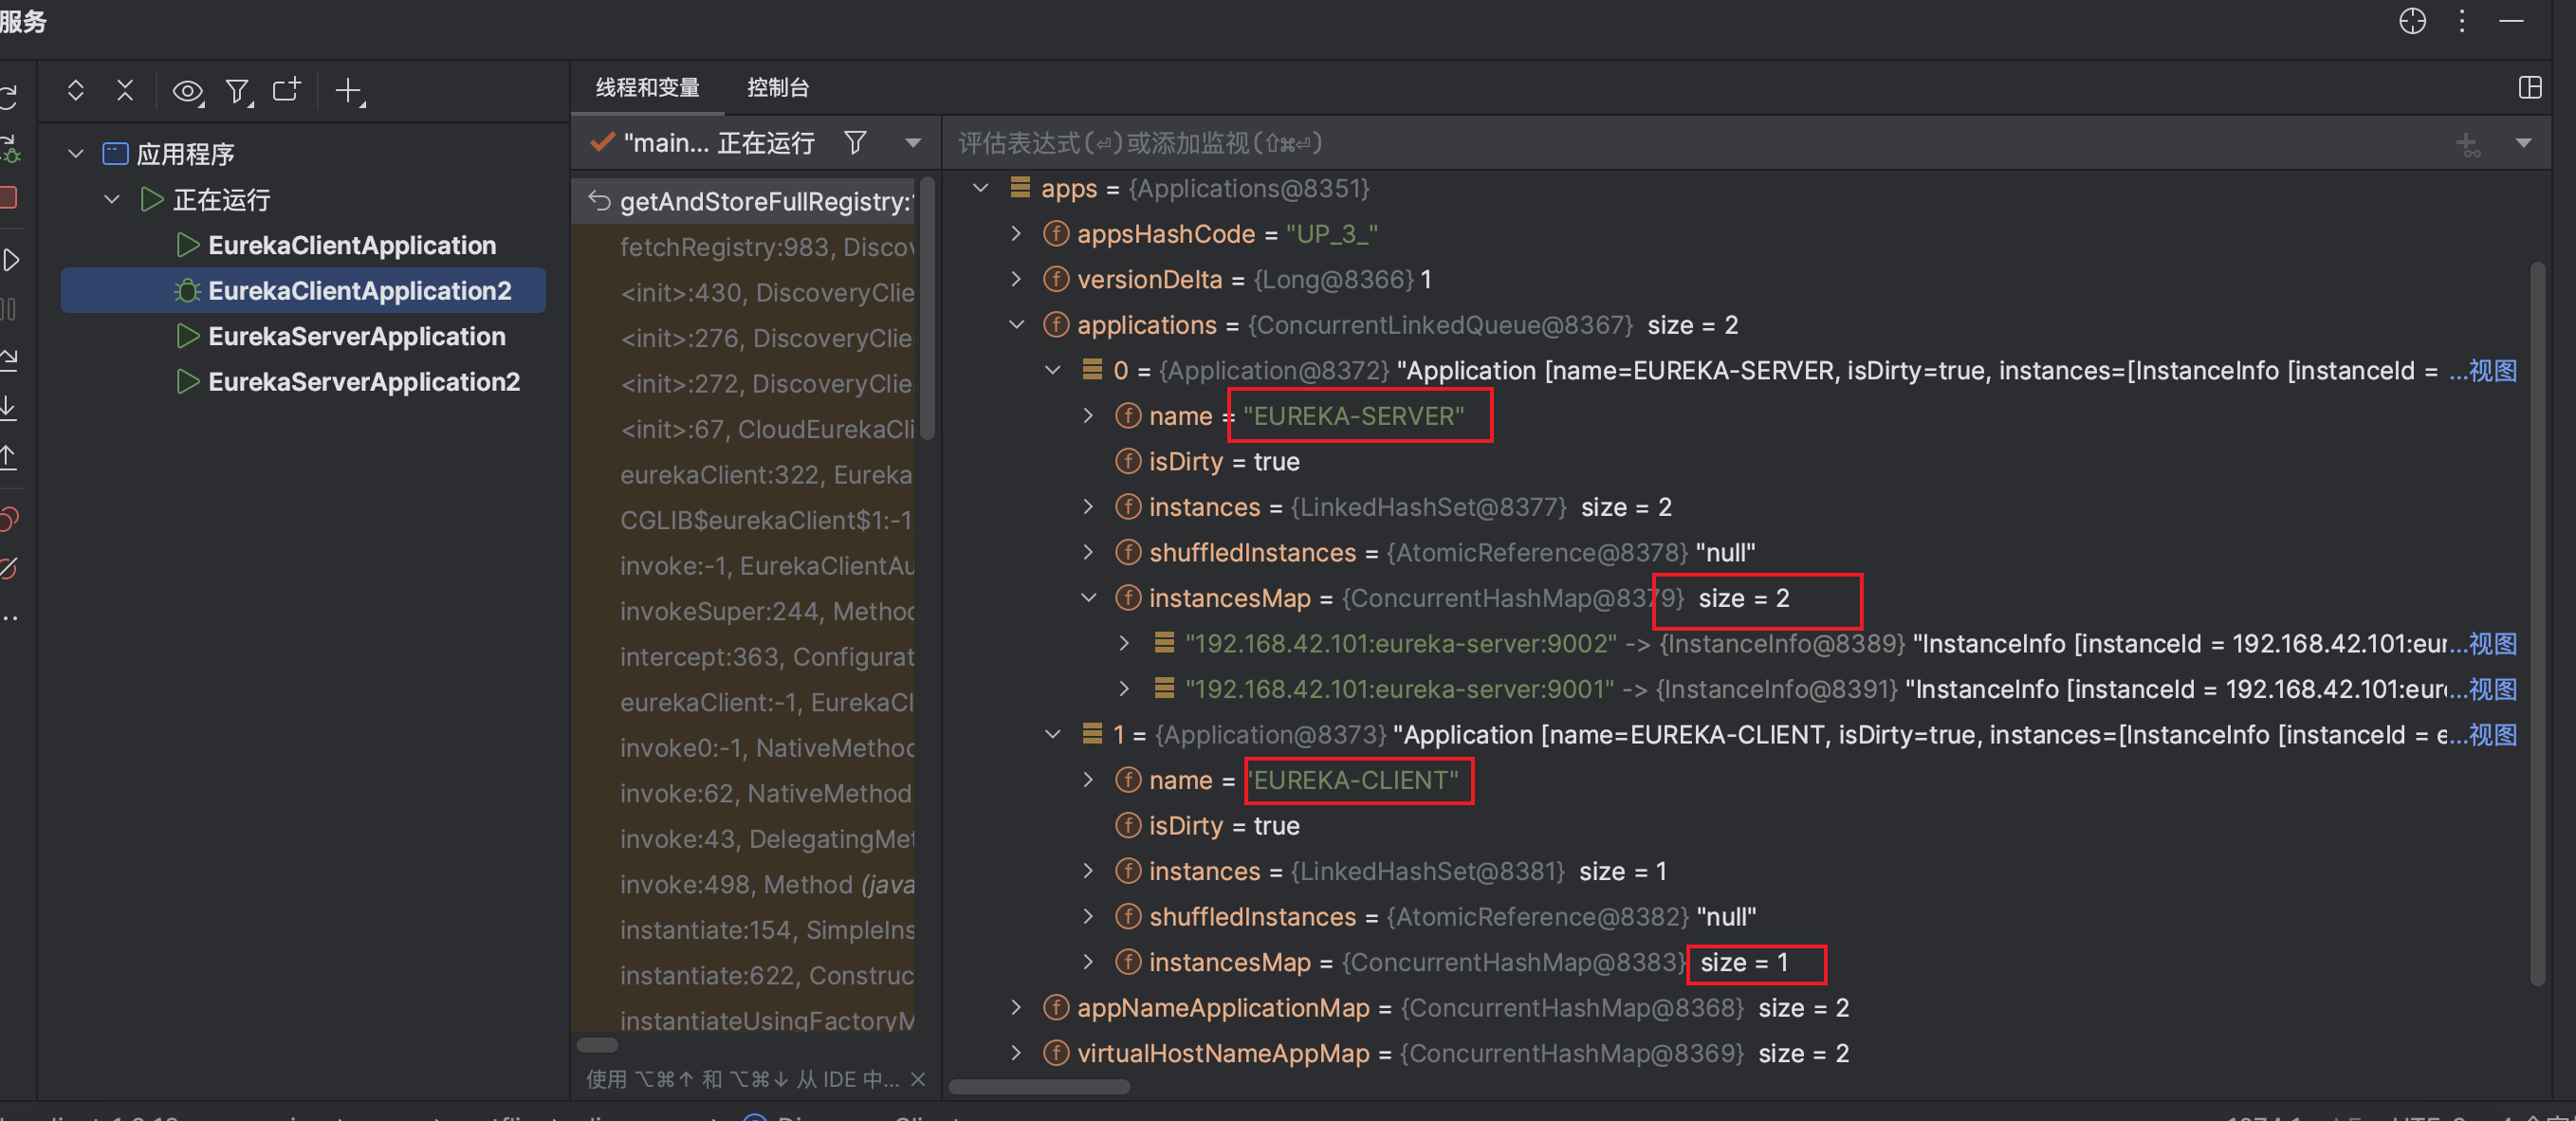 服务
应用程序
正在运行
EurekaClientApplication
EurekaClientApplication2
EurekaServerApplication
EurekaServerApplication2
线程和变量
控制台
"main... 正在运行
getAndStoreFullRegistry:
fetchRegistry:983, Discov
<init>:430, DiscoveryClie
<init>:276, DiscoveryClie
<init>:272, DiscoveryClie
<init>:67, CloudEurekaCli
eurekaClient:322, Eureka
CGLIB$eurekaClient$1:-1
invoke:-1, EurekaClientAu
invokeSuper:244, Method
intercept:363, Configurat
eurekaClient:-1, EurekaCl
invoke0:-1, NativeMethod
invoke:62, NativeMethod
invoke:43, DelegatingMet
invoke:498, Method (java
instantiate:154, SimpleIns
instantiate:622, Construc
instantiateUsingFactoryM
使用 ⌥⌘↑ 和 ⌥⌘↓ 从 IDE 中...
评估表达式(⏎)或添加监视(⇧⌘⏎)
apps = {Applications@8351}
appsHashCode = "UP_3_"
versionDelta = {Long@8366} 1
applications = {ConcurrentLinkedQueue@8367} size = 2
0 = {Application@8372} "Application [name=EUREKA-SERVER, isDirty=true, instances=[InstanceInfo [instanceId = ...视图
name = "EUREKA-SERVER"
isDirty = true
instances = {LinkedHashSet@8377} size = 2
shuffledInstances = {AtomicReference@8378} "null"
instancesMap = {ConcurrentHashMap@8379} size = 2
"192.168.42.101:eureka-server:9002" -> {InstanceInfo@8389} "InstanceInfo [instanceId = 192.168.42.101:eur...视图
"192.168.42.101:eureka-server:9001" -> {InstanceInfo@8391} "InstanceInfo [instanceId = 192.168.42.101:eure...视图
1 = {Application@8373} "Application [name=EUREKA-CLIENT, isDirty=true, instances=[InstanceInfo [instanceId = e...视图
name = "EUREKA-CLIENT"
isDirty = true
instances = {LinkedHashSet@8381} size = 1
shuffledInstances = {AtomicReference@8382} "null"
instancesMap = {ConcurrentHashMap@8383} size = 1
appNameApplicationMap = {ConcurrentHashMap@8368} size = 2
virtualHostNameAppMap = {ConcurrentHashMap@8369} size = 2